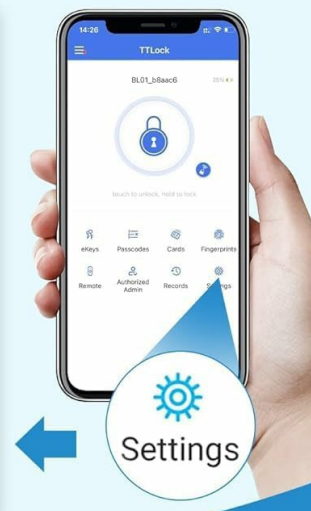 14:26
TTLock
BL01_b8aac6
25%
touch to unlock, hold to lock
eKeys Passcodes Cards Fingerprints
Remote Authorized Admin Records Settings
Settings